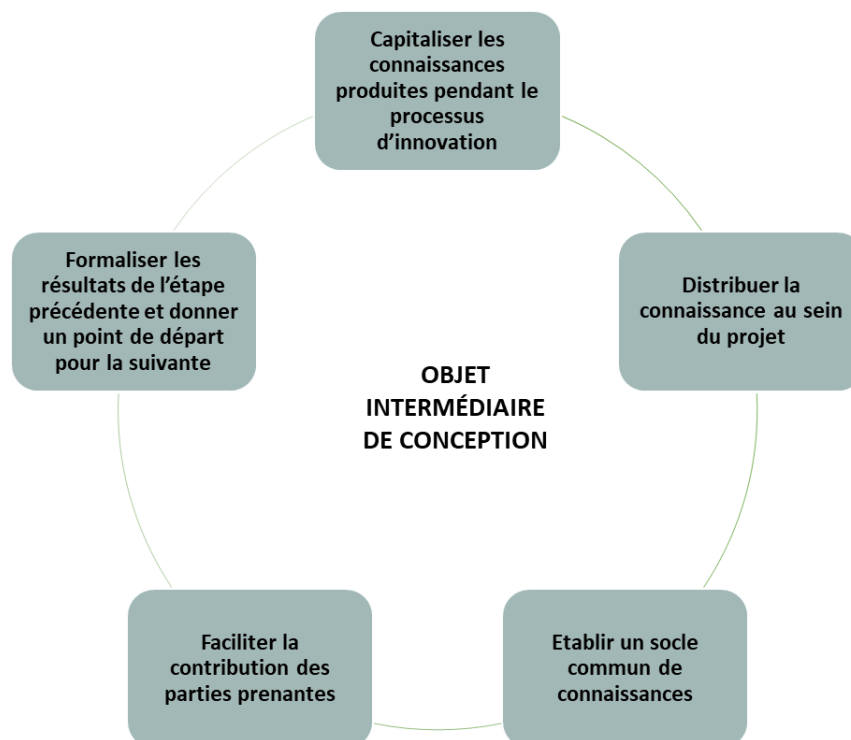 Capitaliser les
connaissances
produites pendant le
processus
d'innovation
Distribuer la
connaissance au sein
du projet
Etablir un socle
commun de
connaissances
Faciliter la
contribution des
parties prenantes
Formaliser les
résultats de l'étape
précédente et donner
un point de départ
pour la suivante
OBJET
INTERMÉDIAIRE
DE CONCEPTION